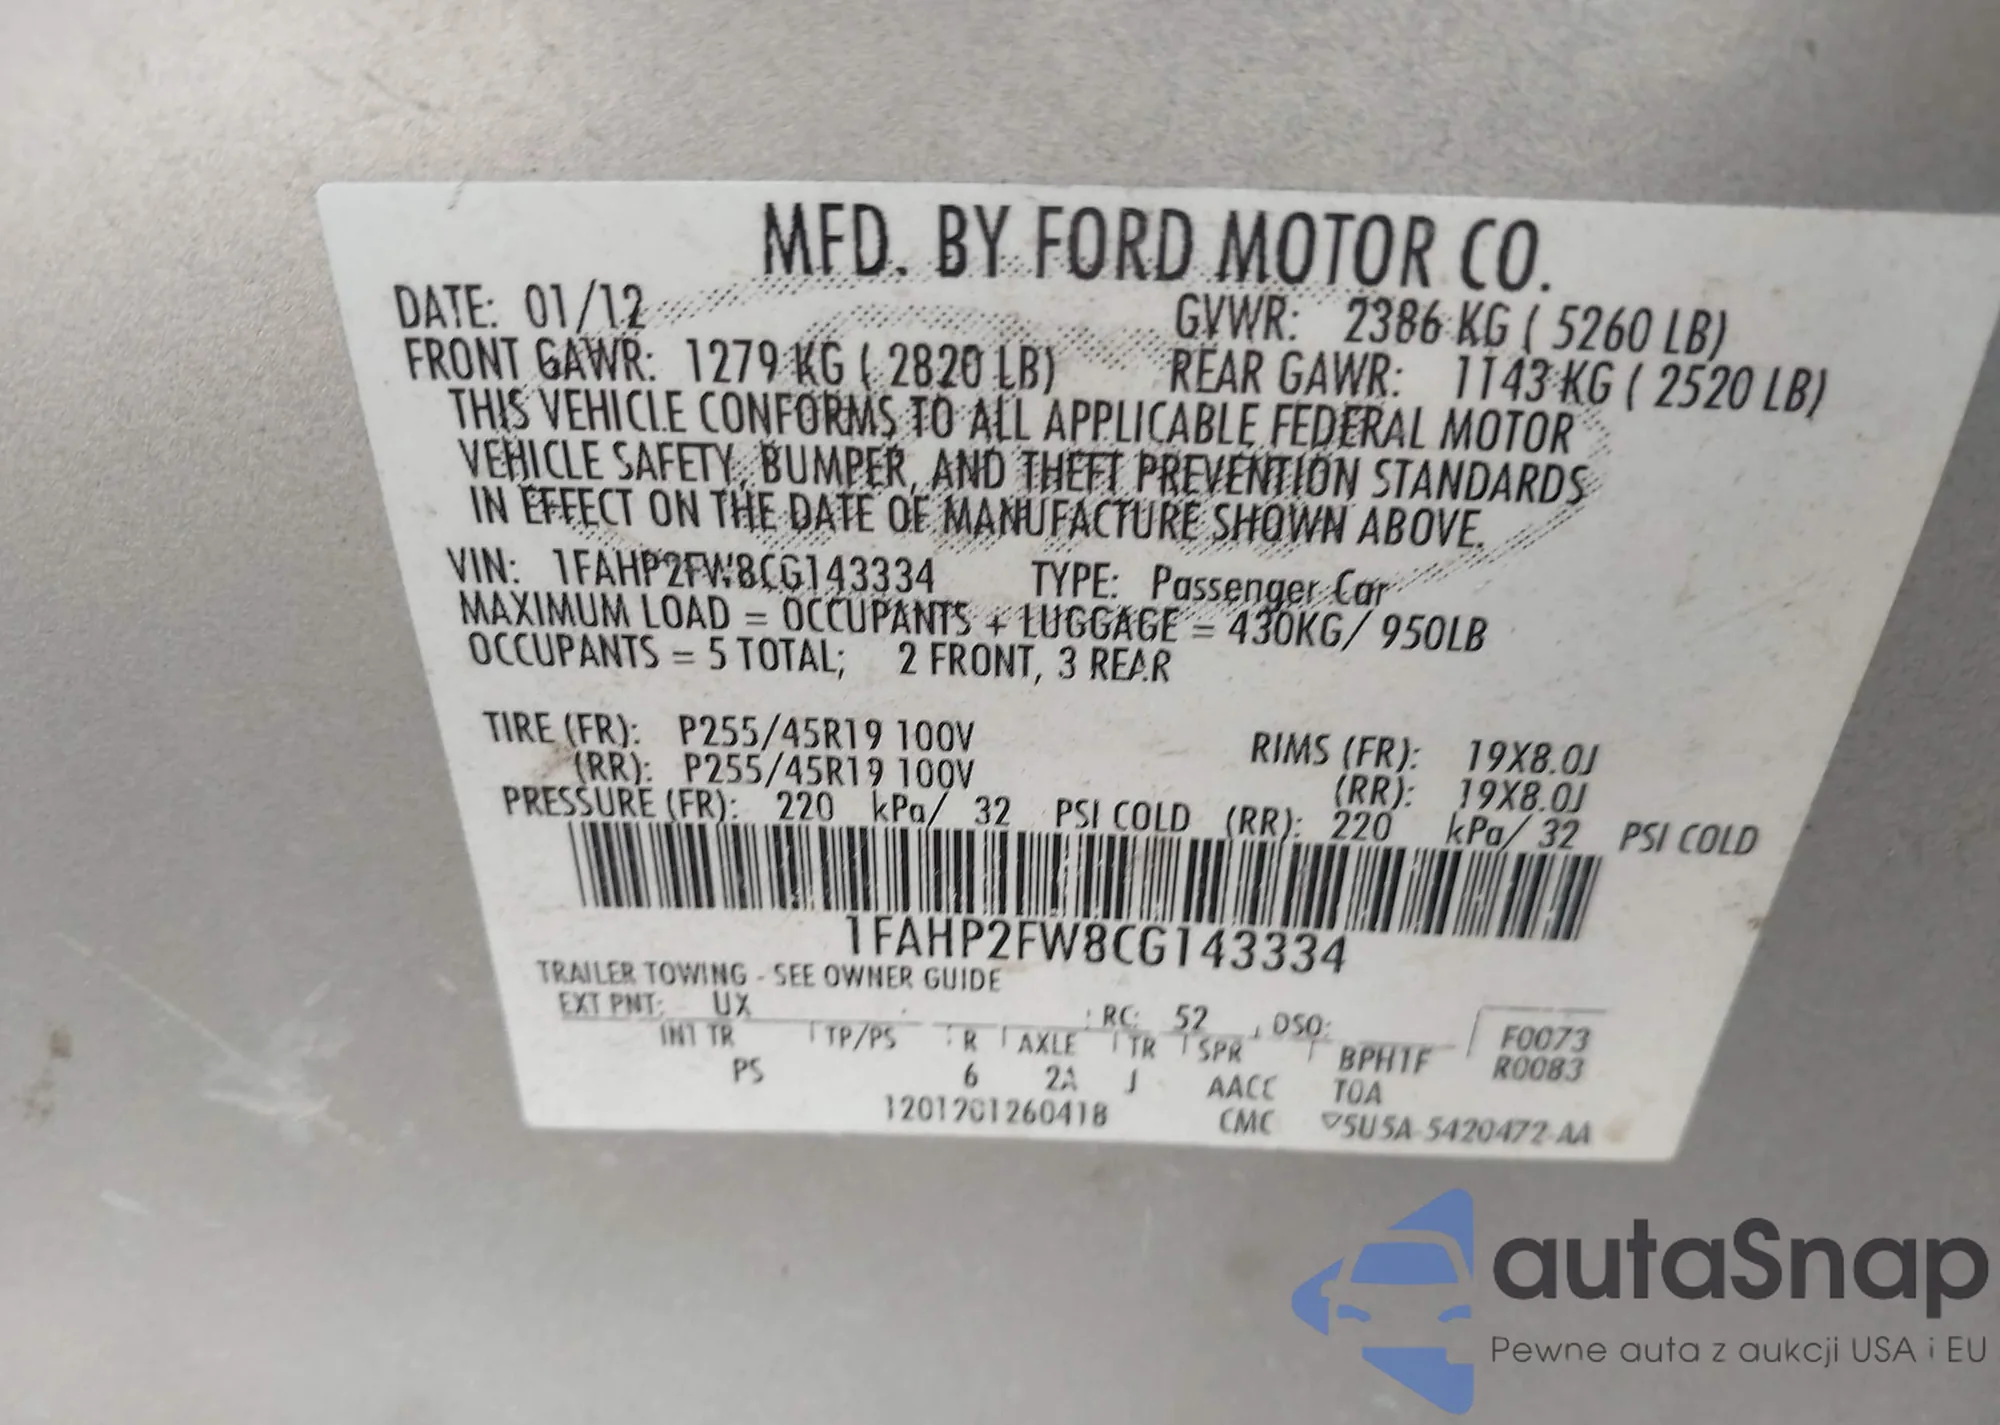 MFD. BY FORD MOTOR CO.
DATE: 01/12 GVWR: 2386 KG ( 5260 LB)
FRONT GAWR: 1279 KG ( 2820 LB) REAR GAWR: 1143 KG ( 2520 LB)
THIS VEHICLE CONFORMS TO ALL APPLICABLE FEDERAL MOTOR
VEHICLE SAFETY, BUMPER, AND THEFT PREVENTION STANDARDS
IN EFFECT ON THE DATE OF MANUFACTURE SHOWN ABOVE.
VIN: 1FAHP2FW8CG143334 TYPE: Passenger Car
MAXIMUM LOAD = OCCUPANTS + LUGGAGE = 430KG/ 950LB
OCCUPANTS = 5 TOTAL; 2 FRONT, 3 REAR
TIRE (FR): P255/45R19 100V RIMS (FR): 19X8.0J
(RR): P255/45R19 100V (RR): 19X8.0J
PRESSURE (FR): 220 kPa/ 32 PSI COLD (RR): 220 kPa/ 32 PSI COLD
1FAHP2FW8CG143334
TRAILER TOWING - SEE OWNER GUIDE
EXT PNT: UX RC: 52 DSO: F0073
INT TR TP/PS R AXLE TR SPR BPH1F R0083
PS 6 2A J AACC TOA
1201201260418 CMC ▽5U5A-5420472-AA
autaSnap
Pewne auta z aukcji USA i EU